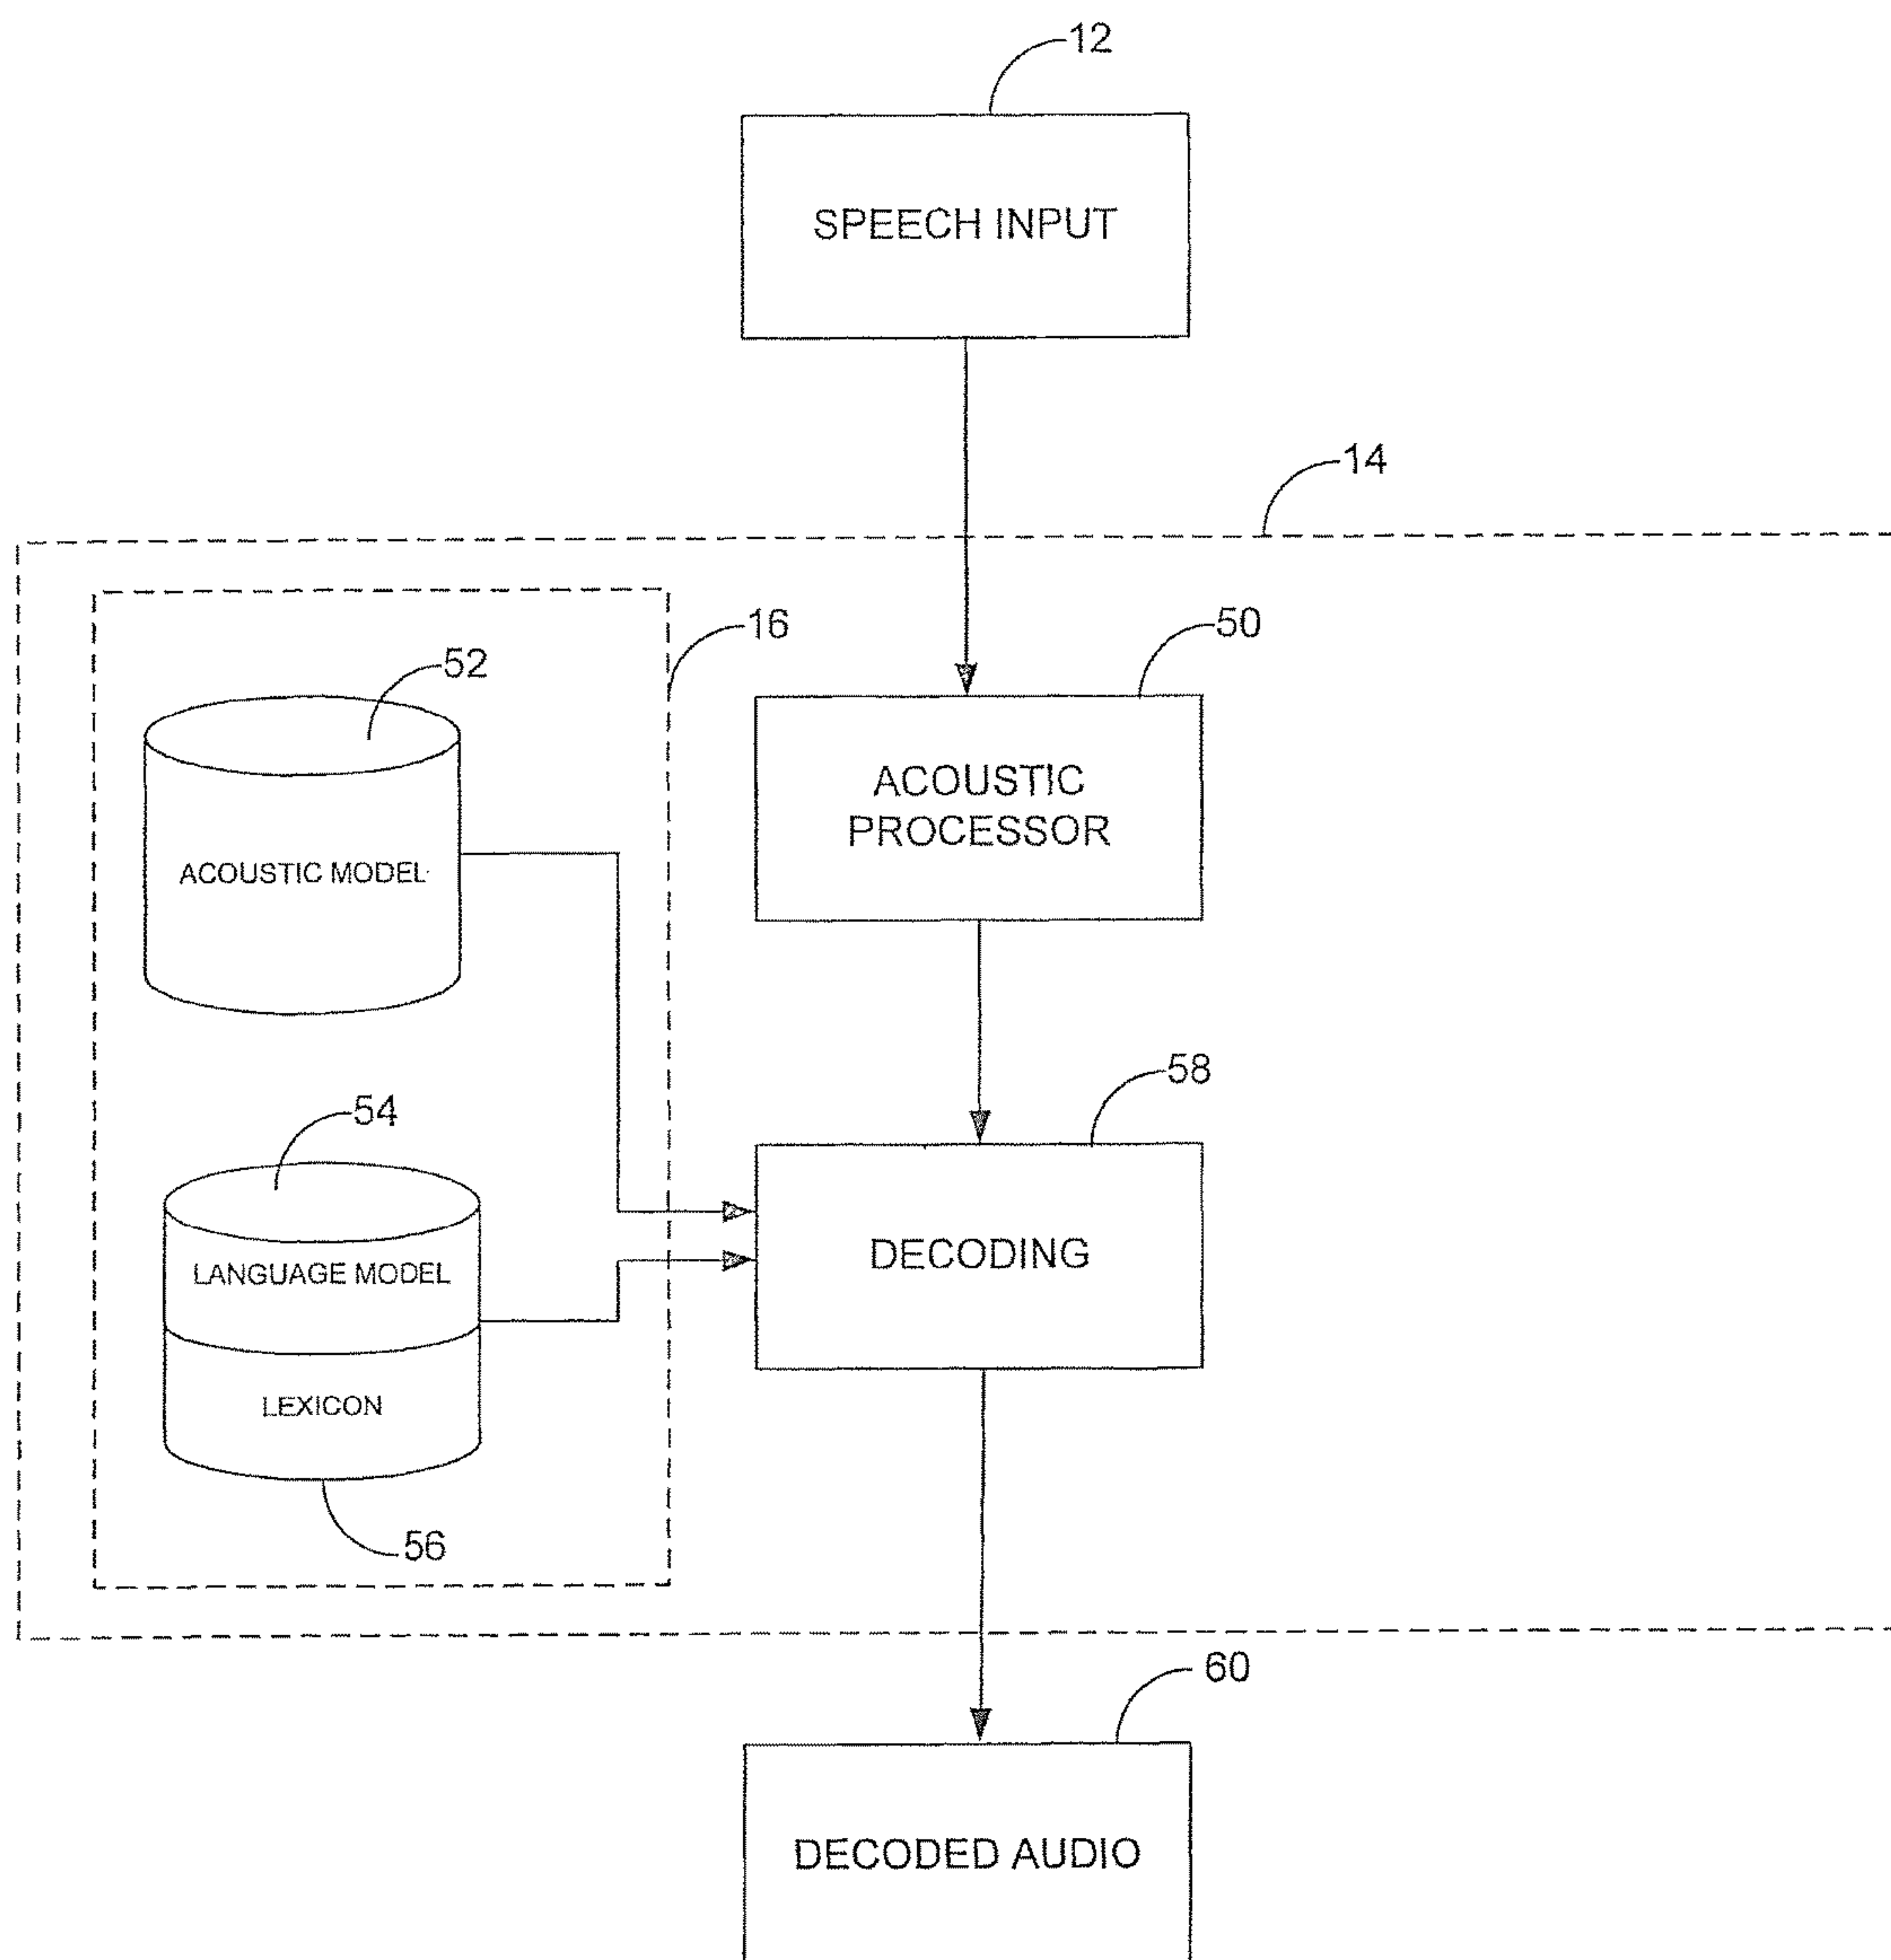 12
SPEECH INPUT
14
16
50
52
ACOUSTIC
PROCESSOR
ACOUSTIC MODEL
58
54
DECODING
LANGUAGE MODEL
LEXICON
56
60
DECODED AUDIO